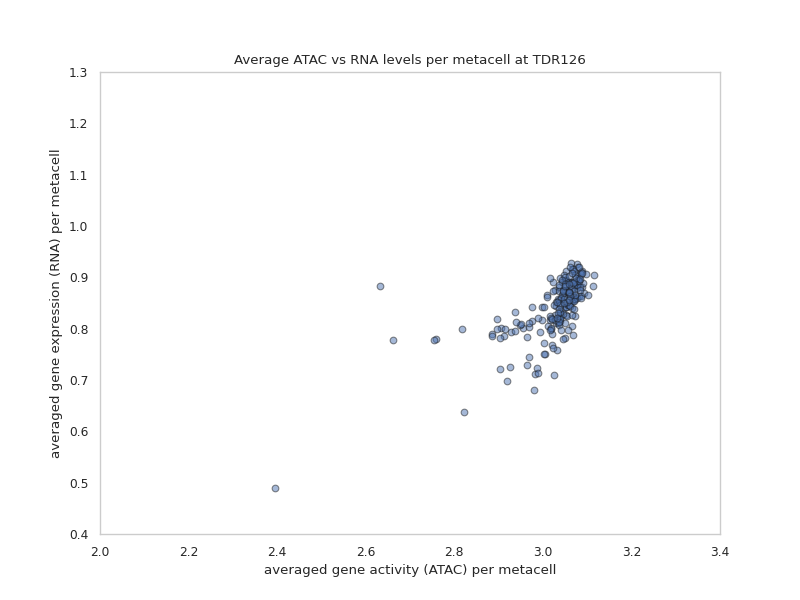 Average ATAC vs RNA levels per metacell at TDR126
1.3
1.2
1.1
1.0
0.9
0.8
0.7
0.6
0.5
0.4
averaged gene expression (RNA) per metacell
2.0 2.2 2.4 2.6 2.8 3.0 3.2 3.4
averaged gene activity (ATAC) per metacell